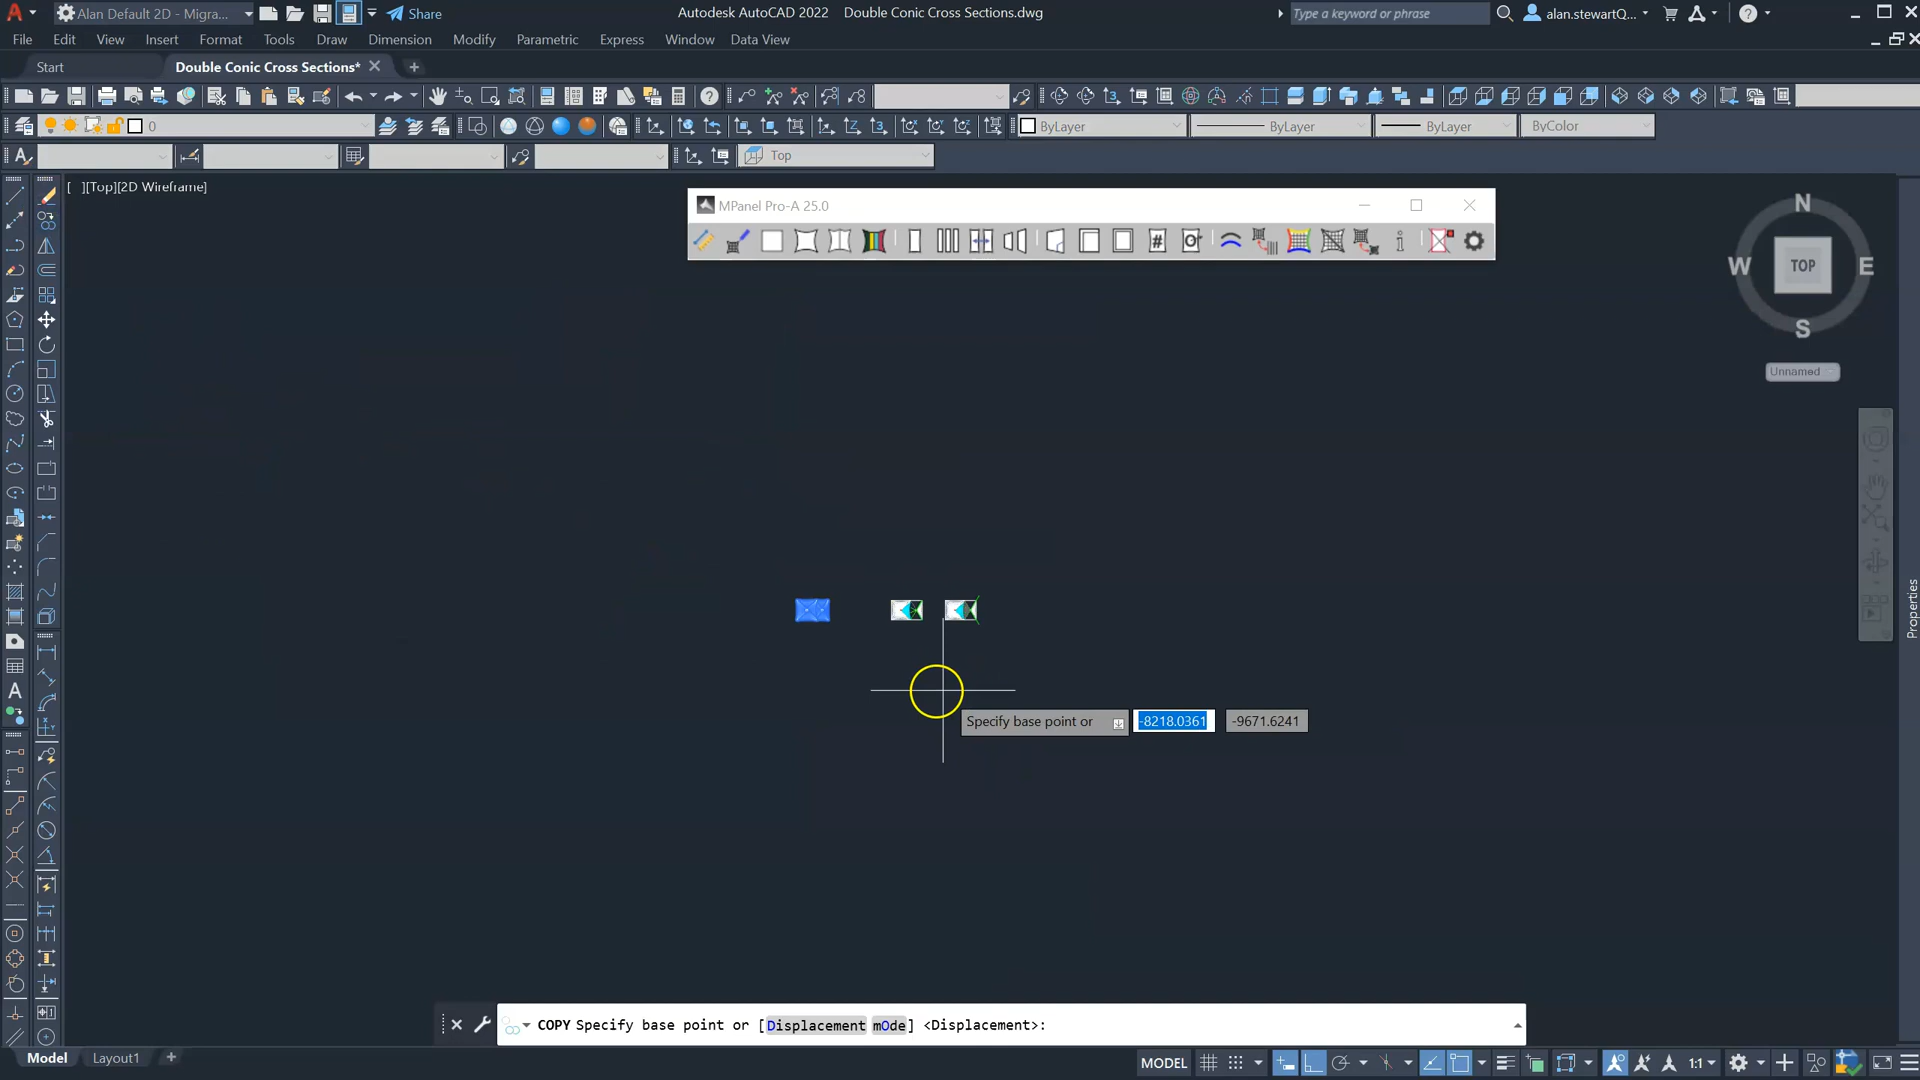 Alan Default 2D - Migra...
Share
Autodesk AutoCAD 2022 Double Conic Cross Sections.dwg
Type a keyword or phrase
alan.stewartQ...
File Edit View Insert Format Tools Draw Dimension Modify Parametric Express Window Data View
Start
Double Conic Cross Sections*
0
ByLayer
ByLayer
ByLayer
ByColor
Top
[ ][Top][2D Wireframe]
MPanel Pro-A 25.0
N
W
TOP
E
S
Unnamed
Properties
Specify base point or
-8218.0361
-9671.6241
COPY Specify base point or [Displacement mOde] <Displacement>:
Model
Layout1
MODEL
1:1